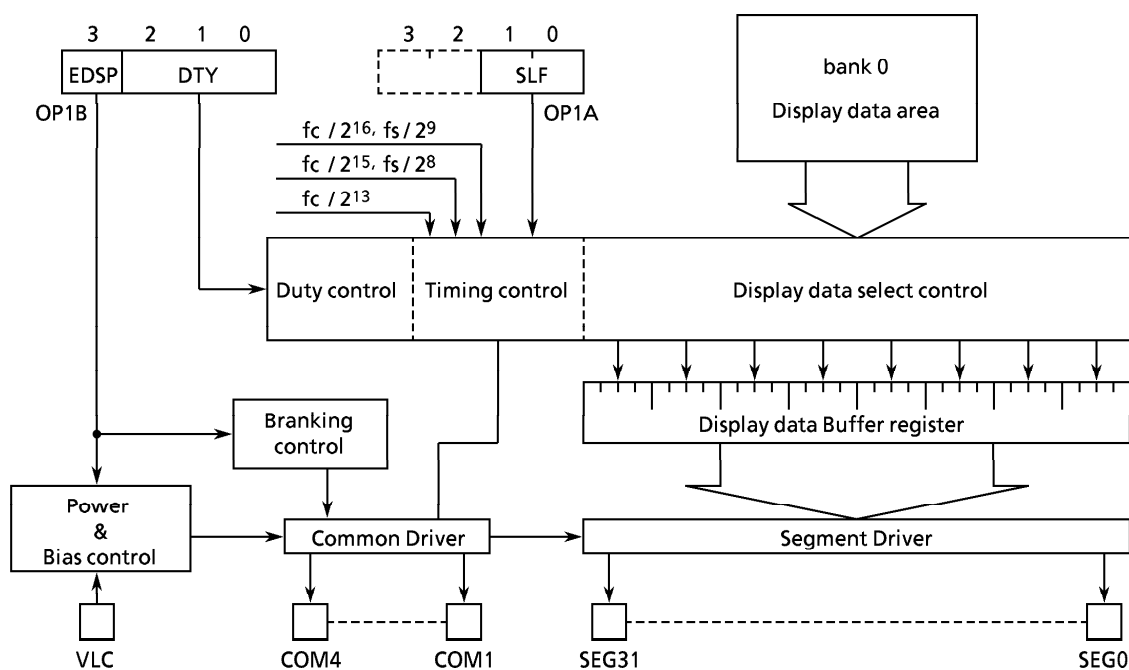 3 2 1 0
3 2 1 0
EDSP DTY
SLF
OP1B
OP1A
bank 0
Display data area
fc / 2¹⁶, fs / 2⁹
fc / 2¹⁵, fs / 2⁸
fc / 2¹³
Duty control
Timing control
Display data select control
Branking
control
Display data Buffer register
Power
&
Bias control
Common Driver
Segment Driver
VLC
COM4
COM1
SEG31
SEG0